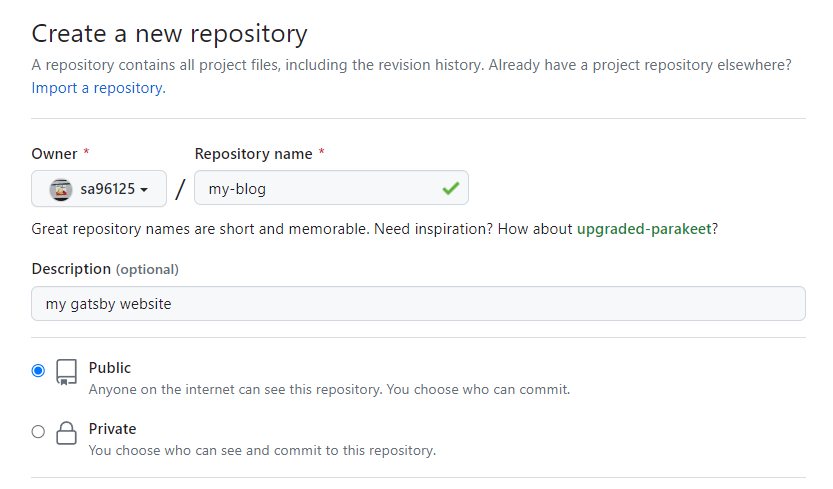 Create a new repository
A repository contains all project files, including the revision history. Already have a project repository elsewhere?
Import a repository.
Owner * Repository name *
sa96125 / my-blog
Great repository names are short and memorable. Need inspiration? How about upgraded-parakeet?
Description (optional)
my gatsby website
Public
Anyone on the internet can see this repository. You choose who can commit.
Private
You choose who can see and commit to this repository.